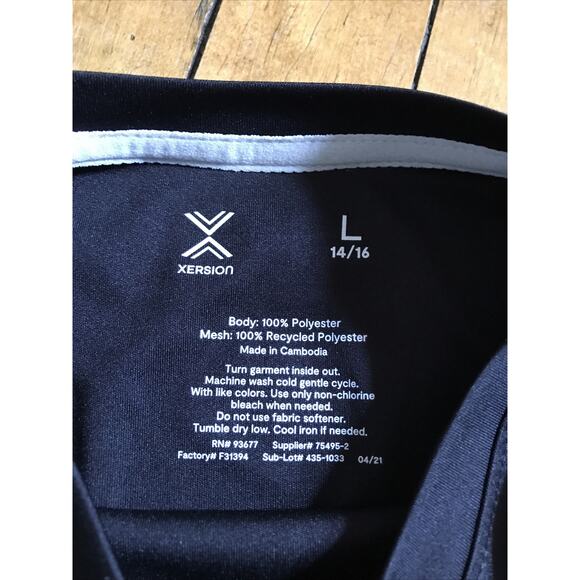 XERSION
L
14/16
Body: 100% Polyester
Mesh: 100% Recycled Polyester
Made in Cambodia
Turn garment inside out.
Machine wash cold gentle cycle.
With like colors. Use only non-chlorine
bleach when needed.
Do not use fabric softener.
Tumble dry low. Cool iron if needed.
RN# 93677 Supplier# 75495-2
Factory# F31394 Sub-Lot# 435-1033 04/21